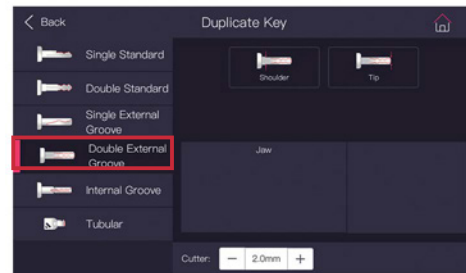 Back
Duplicate Key
Single Standard
Double Standard
Single External
Groove
Double External
Groove
Internal Groove
Tubular
Shoulder
Tip
Jaw
Cutter: − 2.0mm +